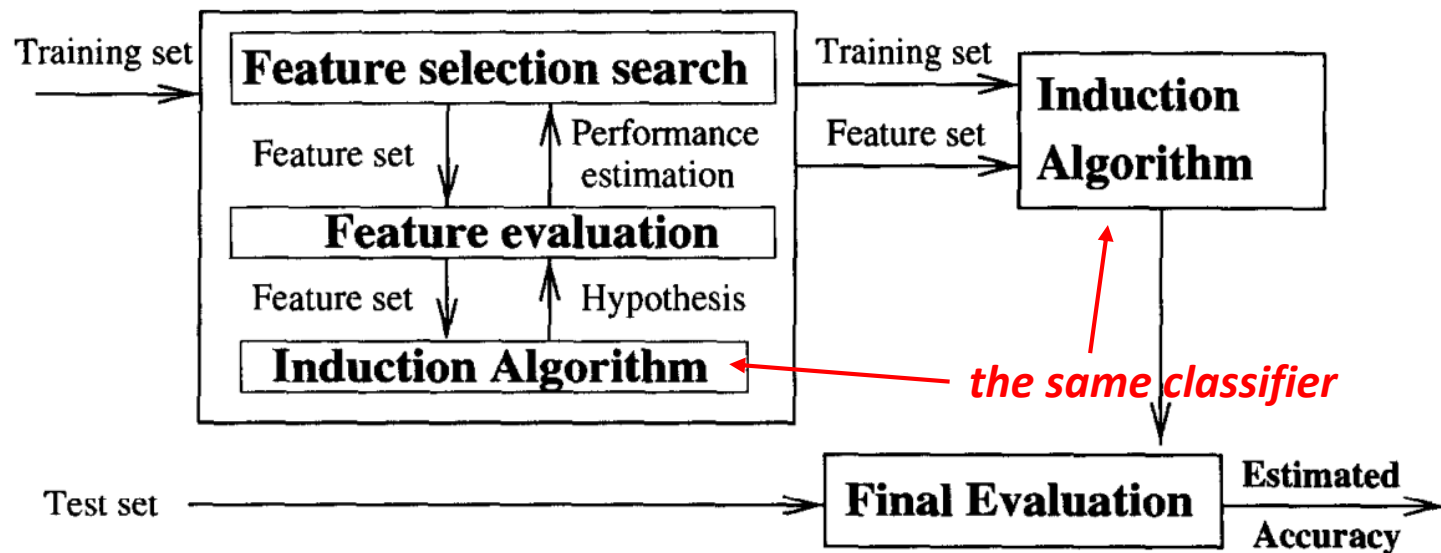 Training set
Feature selection search
Feature set
Performance
estimation
Feature evaluation
Feature set
Hypothesis
Induction Algorithm
Training set
Feature set
Induction
Algorithm
the same classifier
Test set
Final Evaluation
Estimated
Accuracy